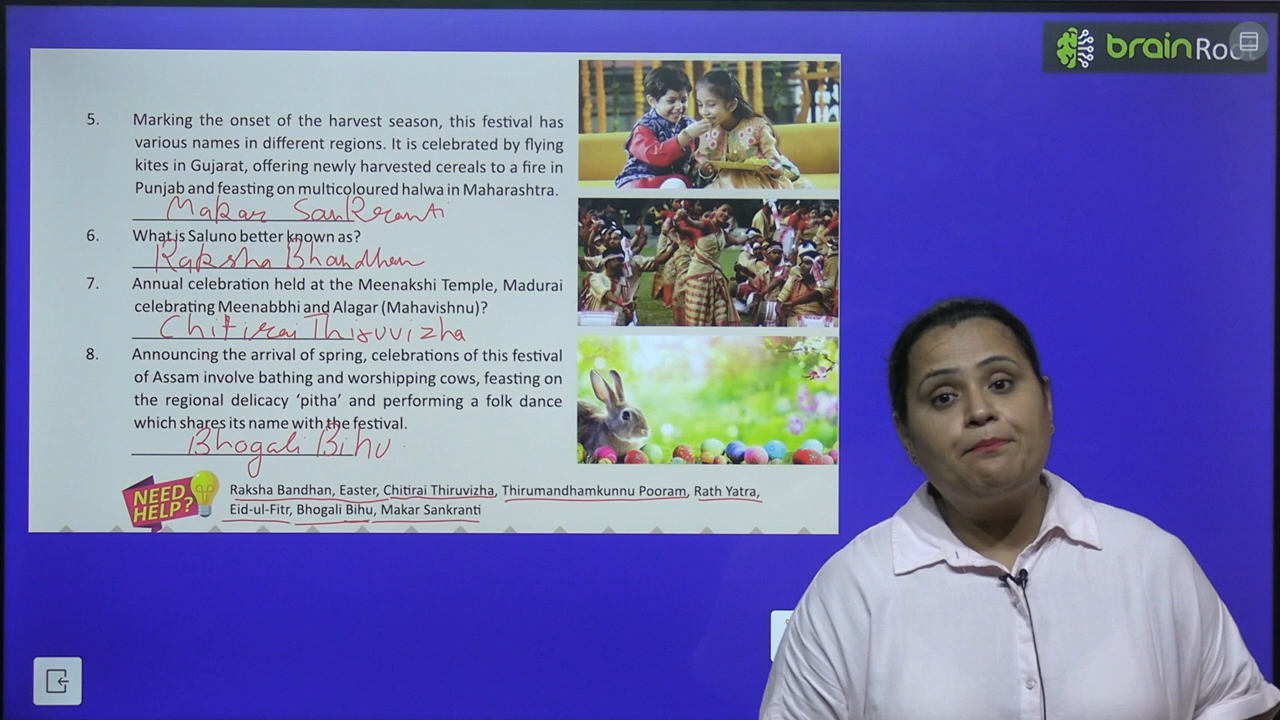 brainRo
5. Marking the onset of the harvest season, this festival has
various names in different regions. It is celebrated by flying
kites in Gujarat, offering newly harvested cereals to a fire in
Punjab and feasting on multicoloured halwa in Maharashtra.
Makar Sankranti
6. What is Saluno better known as?
Raksha Bhandhan
7. Annual celebration held at the Meenakshi Temple, Madurai
celebrating Meenabbhi and Alagar (Mahavishnu)?
Chitirai Thiruvizha
8. Announcing the arrival of spring, celebrations of this festival
of Assam involve bathing and worshipping cows, feasting on
the regional delicacy ‘pitha’ and performing a folk dance
which shares its name with the festival.
Bhogali Bihu
NEED
HELP?
Raksha Bandhan, Easter, Chitirai Thiruvizha, Thirumandhamkunnu Pooram, Rath Yatra,
Eid-ul-Fitr, Bhogali Bihu, Makar Sankranti